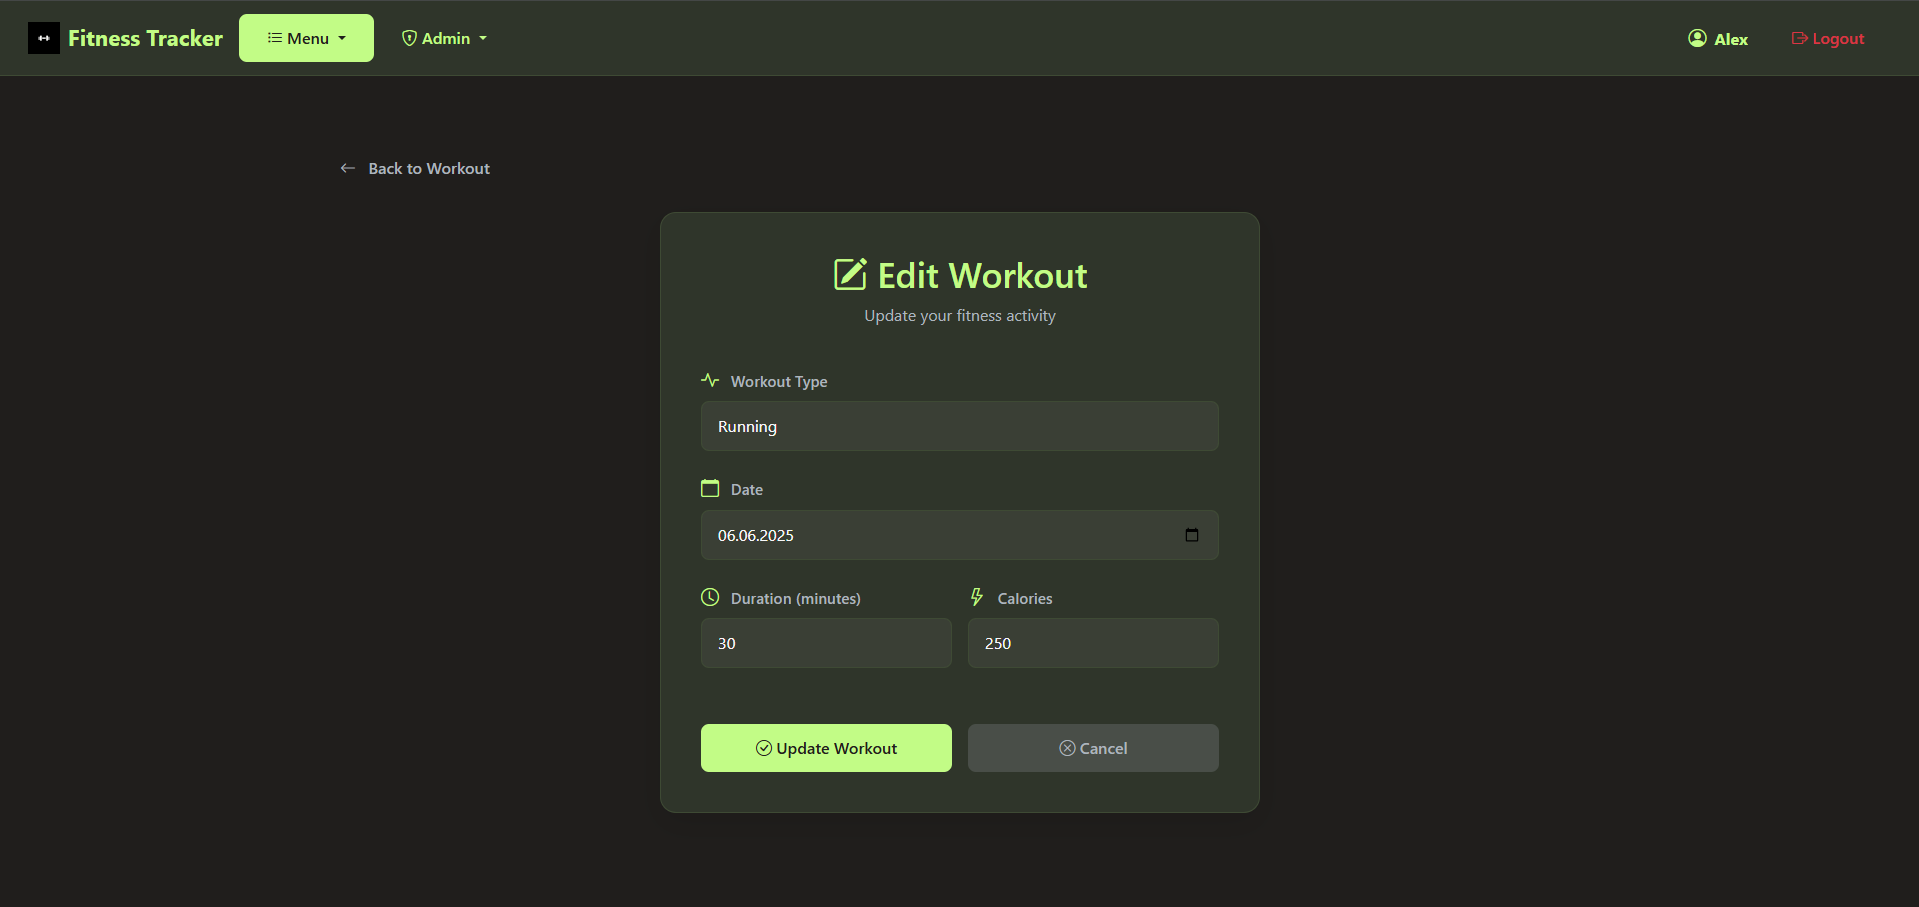 Fitness Tracker Menu Admin Alex Logout
Back to Workout
Edit Workout
Update your fitness activity
Workout Type
Running
Date
06.06.2025
Duration (minutes) Calories
30 250
Update Workout Cancel